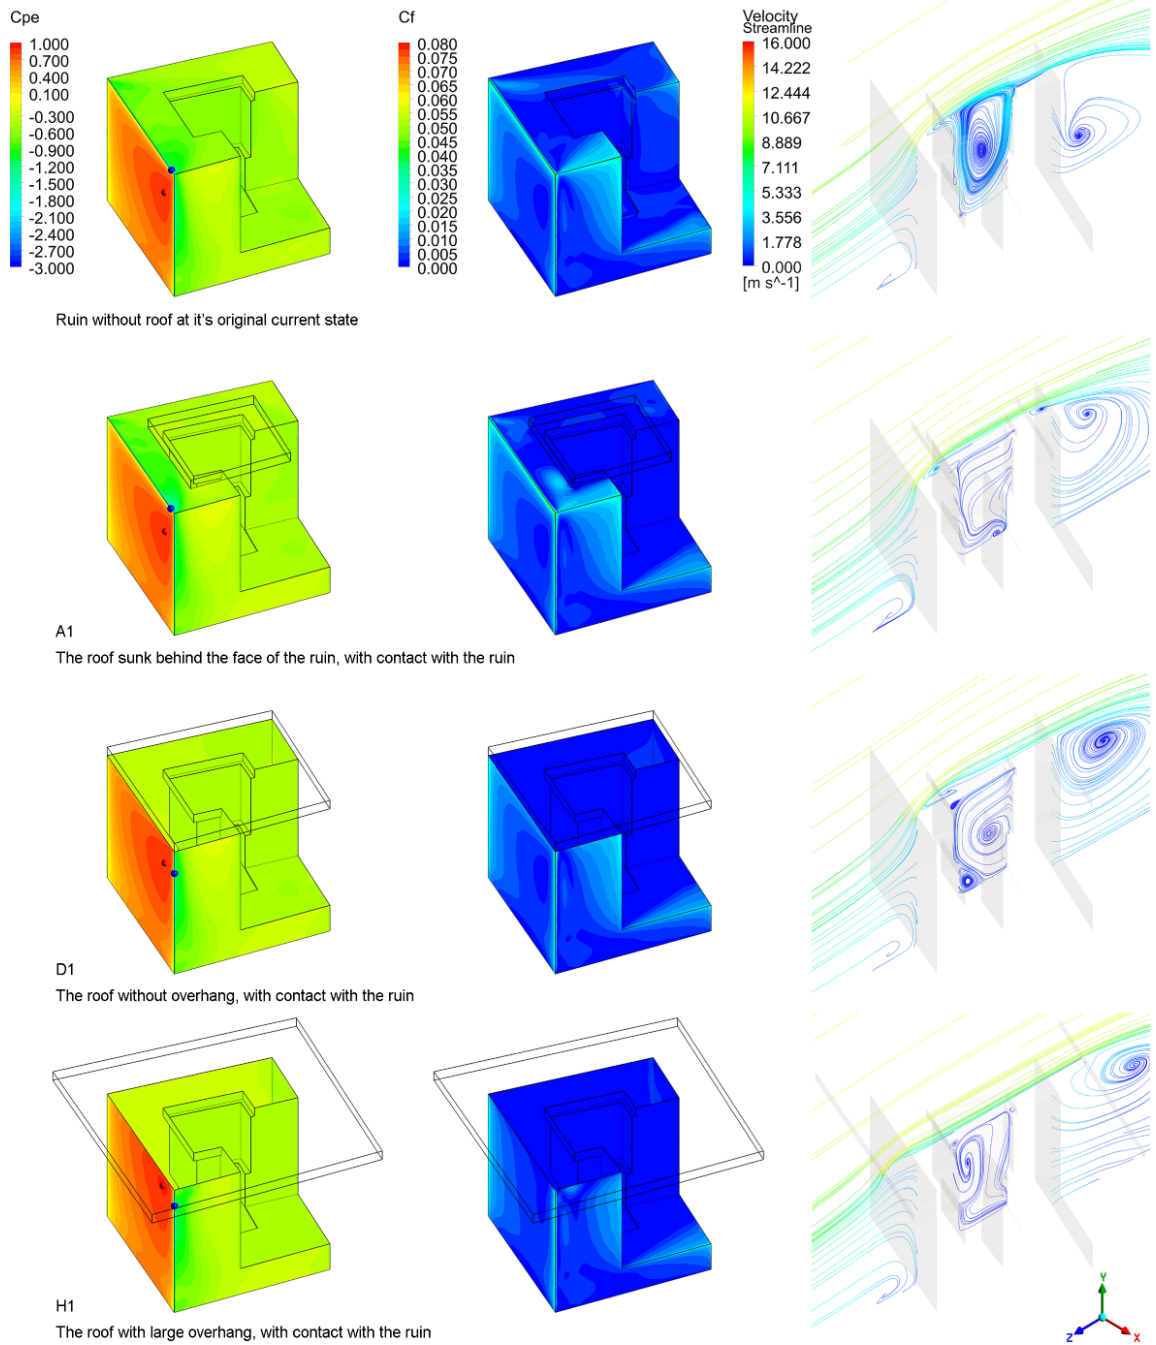 Cpe
1.000
0.700
0.400
0.100
-0.300
-0.600
-0.900
-1.200
-1.500
-1.800
-2.100
-2.400
-2.700
-3.000
Cf
0.080
0.075
0.070
0.065
0.060
0.055
0.050
0.045
0.040
0.035
0.030
0.025
0.020
0.015
0.010
0.005
0.000
Velocity
Streamline
16.000
14.222
12.444
10.667
8.889
7.111
5.333
3.556
1.778
0.000
[m s^-1]
Ruin without roof at it's original current state
A1
The roof sunk behind the face of the ruin, with contact with the ruin
D1
The roof without overhang, with contact with the ruin
H1
The roof with large overhang, with contact with the ruin
Y
Z
X